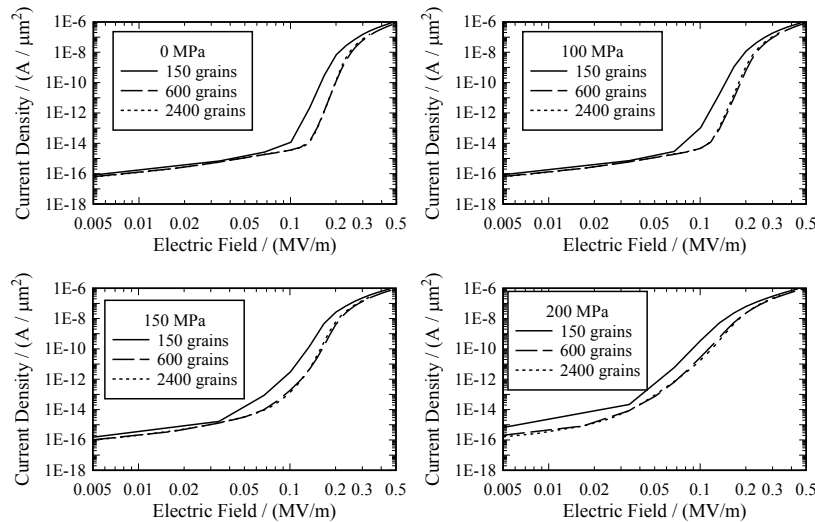 Current Density / (A / μm²)
1E-6
1E-8
1E-10
1E-12
1E-14
1E-16
1E-18
0 MPa
150 grains
600 grains
2400 grains
0.005 0.01 0.02 0.03 0.1 0.2 0.3 0.5
Electric Field / (MV/m)
Current Density / (A / μm²)
1E-6
1E-8
1E-10
1E-12
1E-14
1E-16
1E-18
100 MPa
150 grains
600 grains
2400 grains
0.005 0.01 0.02 0.03 0.1 0.2 0.3 0.5
Electric Field / (MV/m)
Current Density / (A / μm²)
1E-6
1E-8
1E-10
1E-12
1E-14
1E-16
1E-18
150 MPa
150 grains
600 grains
2400 grains
0.005 0.01 0.02 0.03 0.1 0.2 0.3 0.5
Electric Field / (MV/m)
Current Density / (A / μm²)
1E-6
1E-8
1E-10
1E-12
1E-14
1E-16
1E-18
200 MPa
150 grains
600 grains
2400 grains
0.005 0.01 0.02 0.03 0.1 0.2 0.3 0.5
Electric Field / (MV/m)